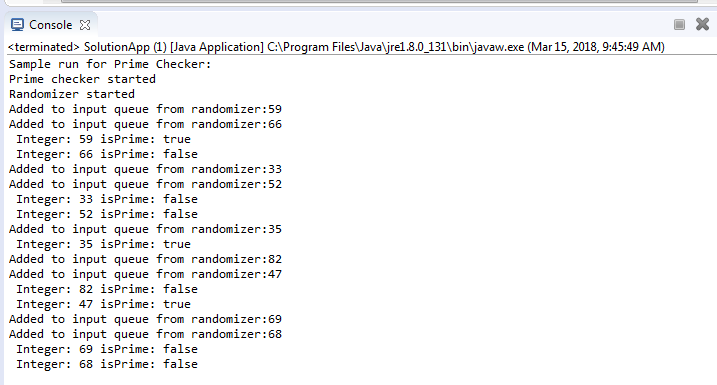 Console
<terminated> SolutionApp (1) [Java Application] C:\Program Files\Java\jre1.8.0_131\bin\javaw.exe (Mar 15, 2018, 9:45:49 AM)
Sample run for Prime Checker:
Prime checker started
Randomizer started
Added to input queue from randomizer:59
Added to input queue from randomizer:66
Integer: 59 isPrime: true
Integer: 66 isPrime: false
Added to input queue from randomizer:33
Added to input queue from randomizer:52
Integer: 33 isPrime: false
Integer: 52 isPrime: false
Added to input queue from randomizer:35
Integer: 35 isPrime: true
Added to input queue from randomizer:82
Added to input queue from randomizer:47
Integer: 82 isPrime: false
Integer: 47 isPrime: true
Added to input queue from randomizer:69
Added to input queue from randomizer:68
Integer: 69 isPrime: false
Integer: 68 isPrime: false